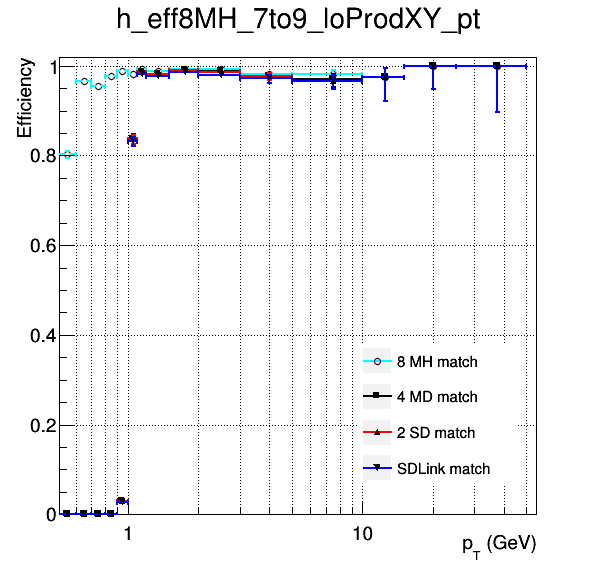 h_eff8MH_7to9_loProdXY_pt
Efficiency
1
0.8
0.6
0.4
0.2
0
8 MH match
4 MD match
2 SD match
SDLink match
1 10
pT (GeV)